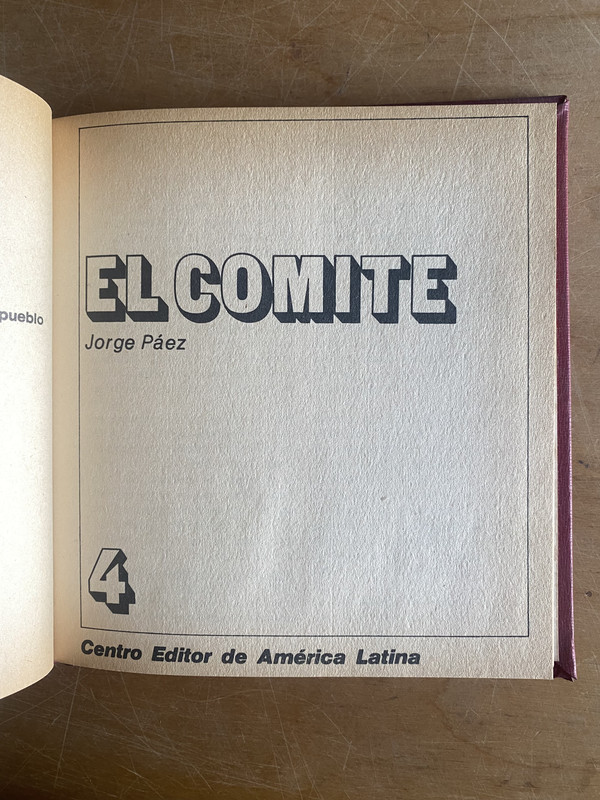 pueblo
EL COMITE
Jorge Páez
4
Centro Editor de América Latina